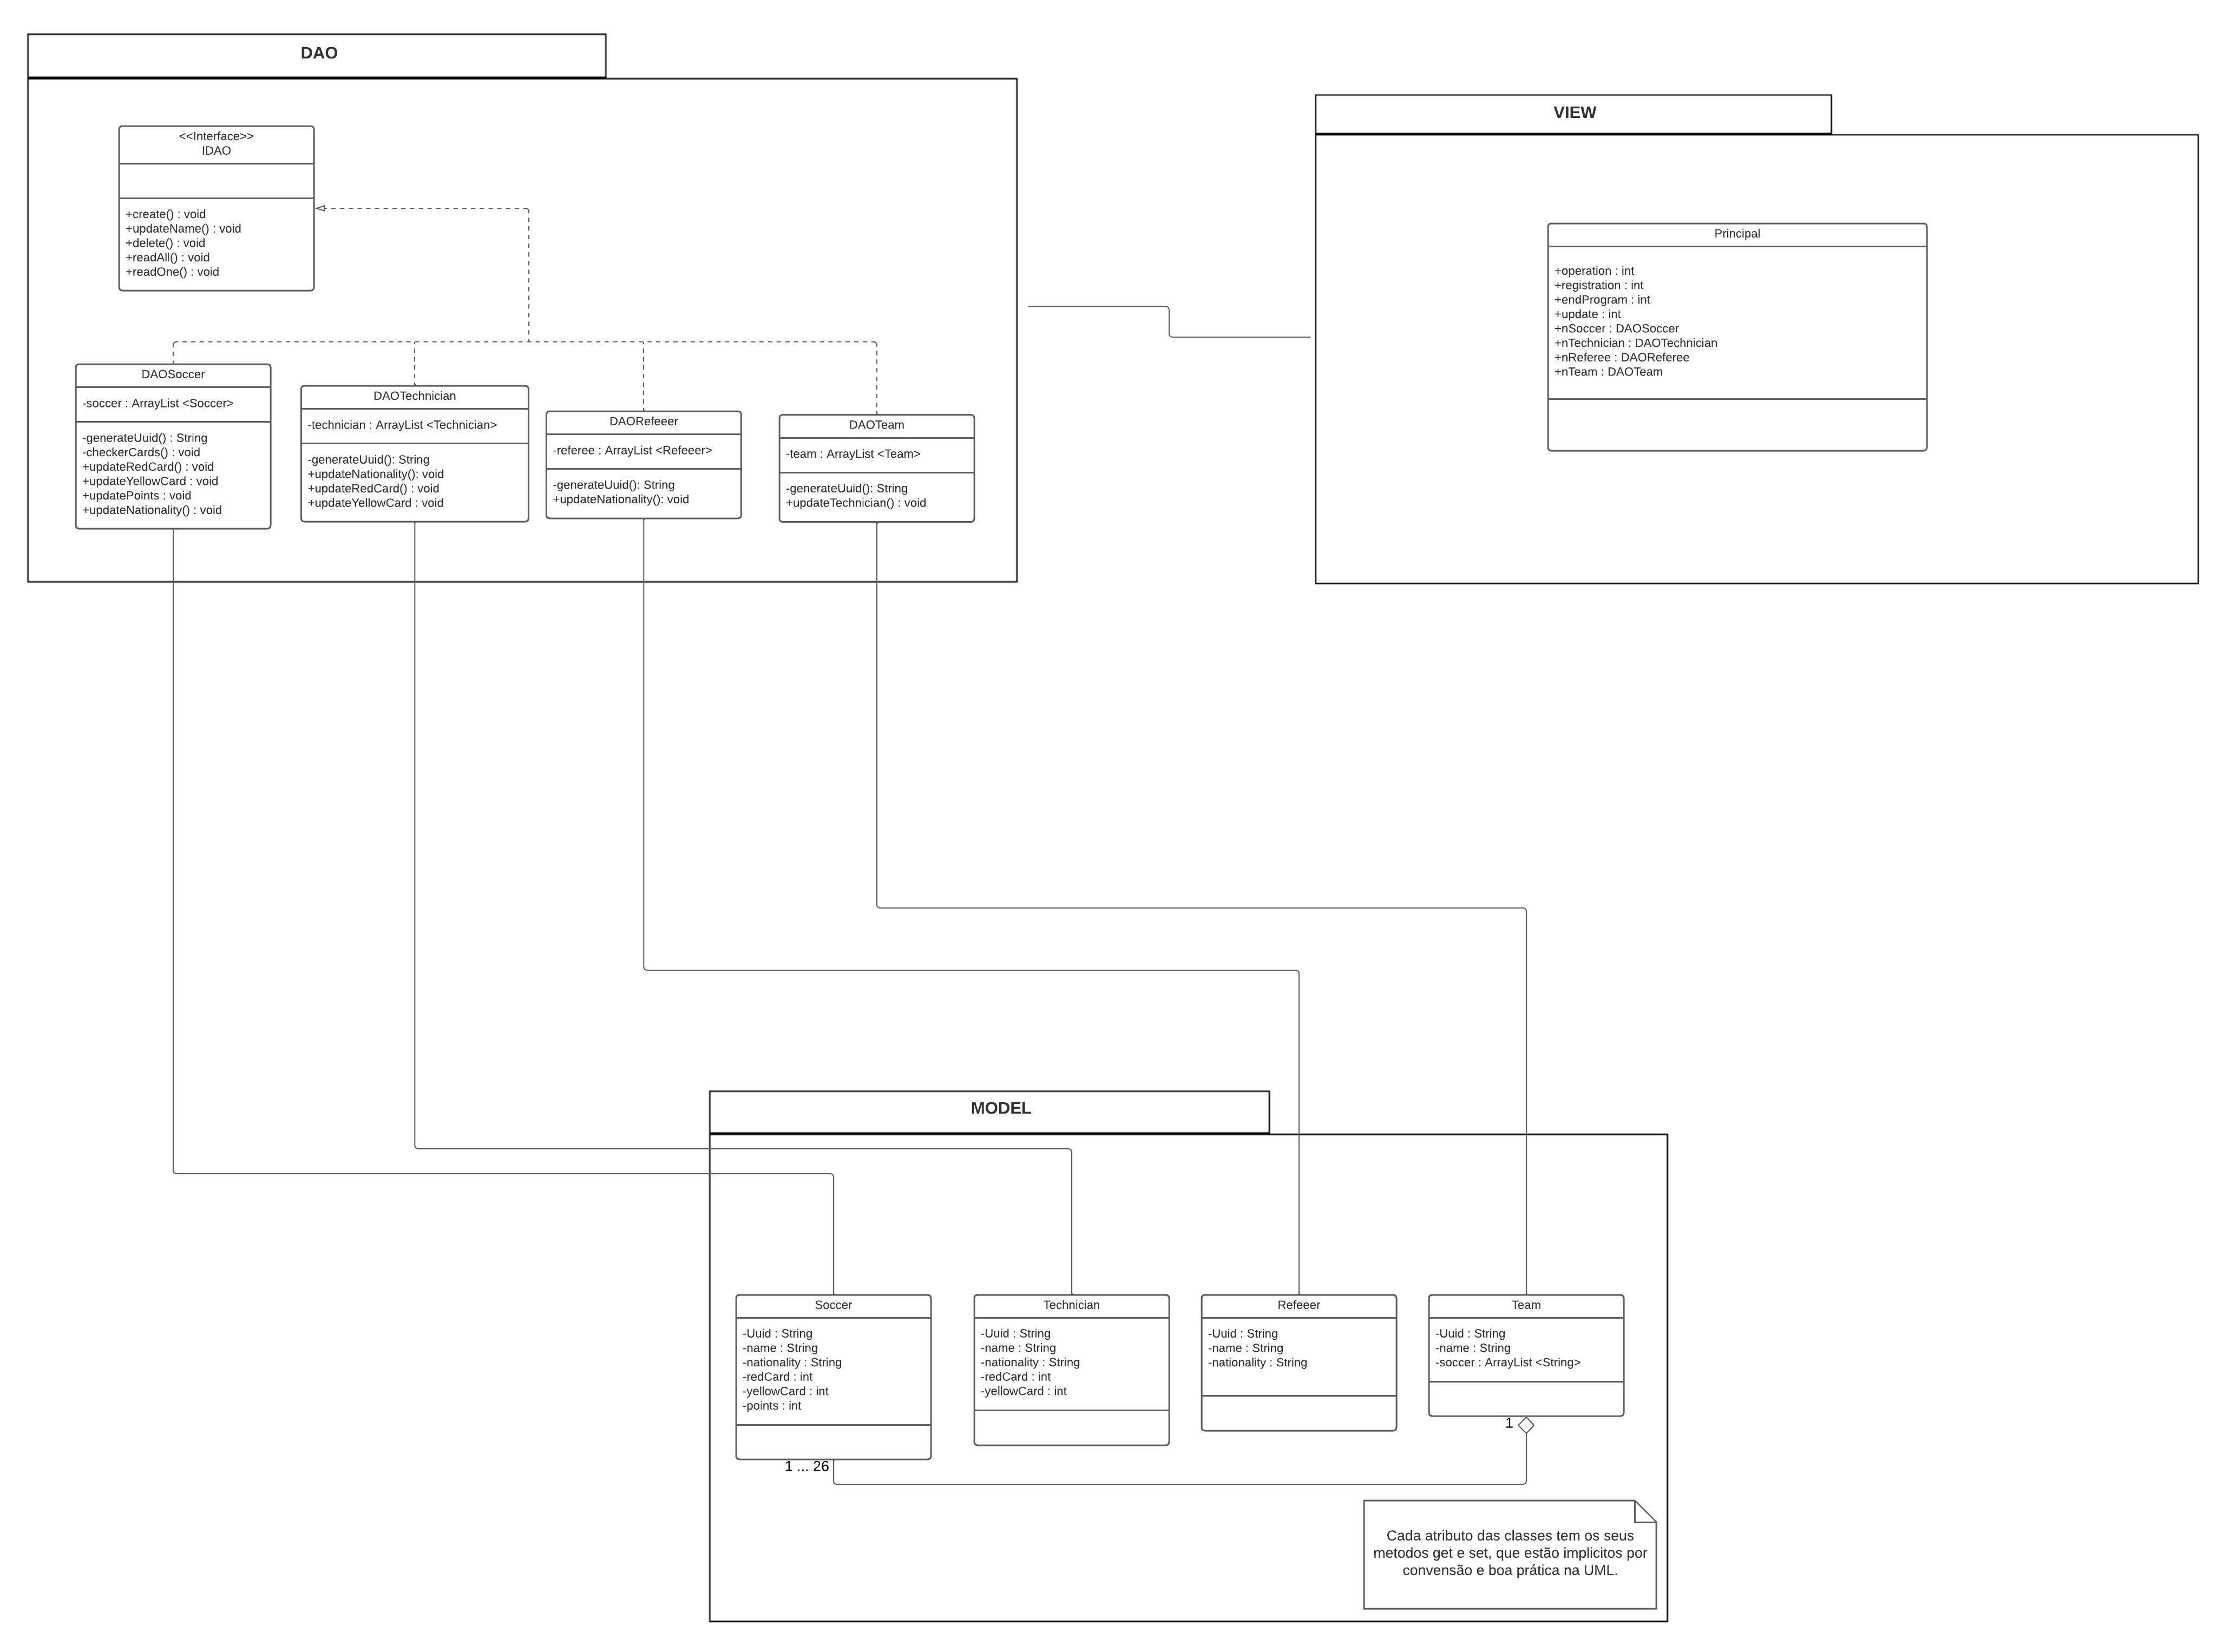 DAO
<<Interface>>
IDAO
+create() : void
+updateName() : void
+delete() : void
+readAll() : void
+readOne() : void
DAOSoccer
-soccer : ArrayList <Soccer>
-generateUuid() : String
-checkerCards() : void
+updateRedCard() : void
+updateYellowCard : void
+updatePoints : void
+updateNationality() : void
DAOTechnician
-technician : ArrayList <Technician>
-generateUuid(): String
+updateNationality(): void
+updateRedCard() : void
+updateYellowCard : void
DAORefeeer
-referee : ArrayList <Refeeer>
-generateUuid(): String
+updateNationality(): void
DAOTeam
-team : ArrayList <Team>
-generateUuid(): String
+updateTechnician() : void
VIEW
Principal
+operation : int
+registration : int
+endProgram : int
+update : int
+nSoccer : DAOSoccer
+nTechnician : DAOTechnician
+nReferee : DAOReferee
+nTeam : DAOTeam
MODEL
Soccer
-Uuid : String
-name : String
-nationality : String
-redCard : int
-yellowCard : int
-points : int
1 ... 26
Technician
-Uuid : String
-name : String
-nationality : String
-redCard : int
-yellowCard : int
Refeeer
-Uuid : String
-name : String
-nationality : String
Team
-Uuid : String
-name : String
-soccer : ArrayList <String>
1
Cada atributo das classes tem os seus
metodos get e set, que estão implicitos por
convensão e boa prática na UML.